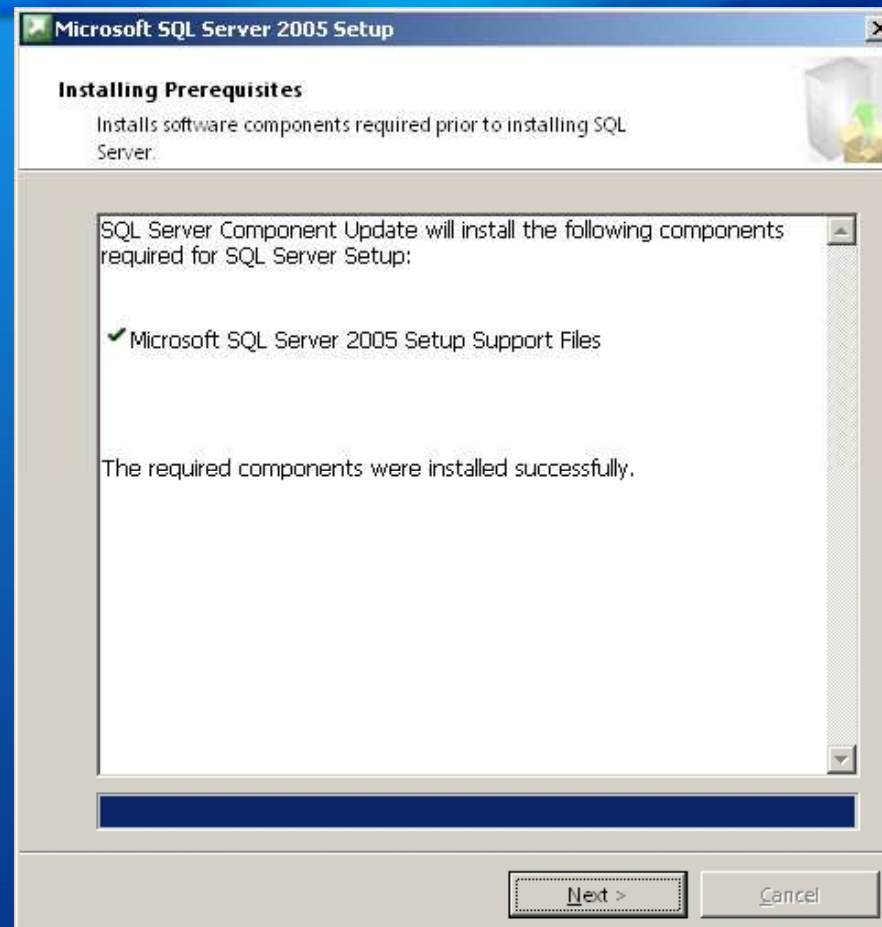 Microsoft SQL Server 2005 Setup
Installing Prerequisites
Installs software components required prior to installing SQL
Server.
SQL Server Component Update will install the following components
required for SQL Server Setup:
Microsoft SQL Server 2005 Setup Support Files
The required components were installed successfully.
Next >
Cancel